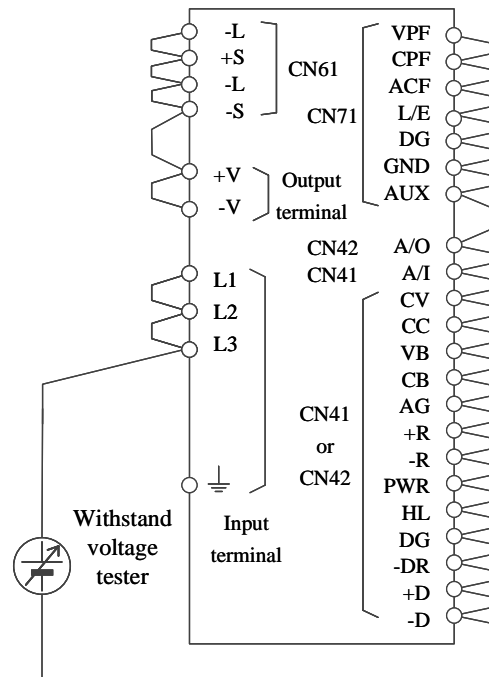 -L
+S
-L
-S
CN61
+V
-V
Output
terminal
L1
L2
L3
Input
terminal
Withstand
voltage
tester
CN71
VPF
CPF
ACF
L/E
DG
GND
AUX
CN42 A/O
CN41 A/I
CN41
or
CN42
CV
CC
VB
CB
AG
+R
-R
PWR
HL
DG
-DR
+D
-D